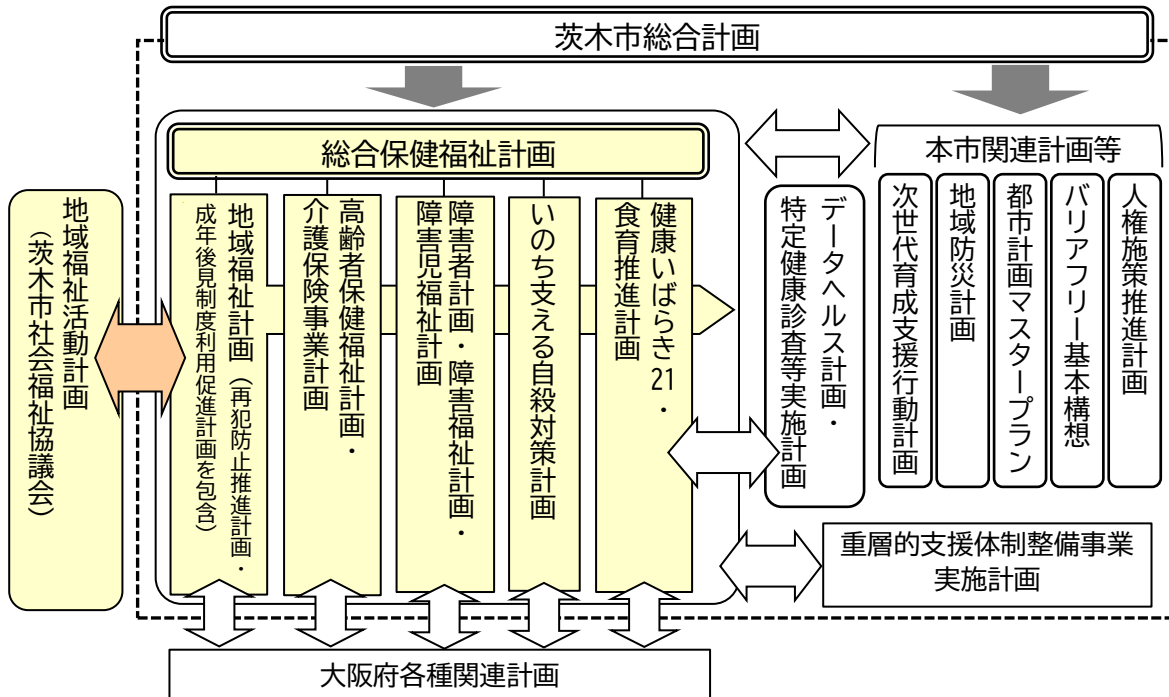 茨木市総合計画
総合保健福祉計画
本市関連計画等
地域福祉活動計画
（茨木市社会福祉協議会）
地域福祉計画（再犯防止推進計画・
成年後見制度利用促進計画を包含）
高齢者保健福祉計画・
介護保険事業計画
障害者計画・障害福祉計画・
障害児福祉計画
いのち支える自殺対策計画
健康いばらき21・
食育推進計画
データヘルス計画・
特定健康診査等実施計画
次世代育成支援行動計画
地域防災計画
都市計画マスタープラン
バリアフリー基本構想
人権施策推進計画
重層的支援体制整備事業
実施計画
大阪府各種関連計画